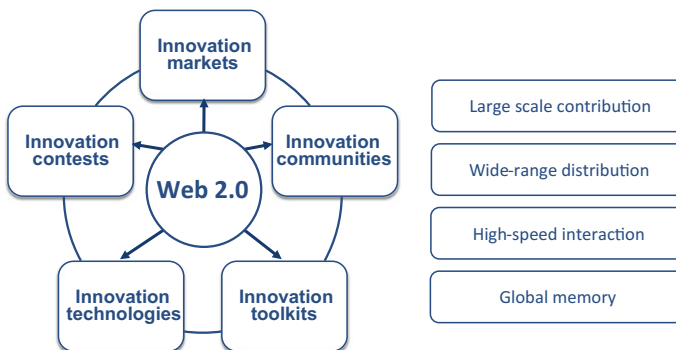 Innovation
markets
Innovation
contests
Innovation
communities
Web 2.0
Innovation
technologies
Innovation
toolkits
Large scale contribution
Wide-range distribution
High-speed interaction
Global memory